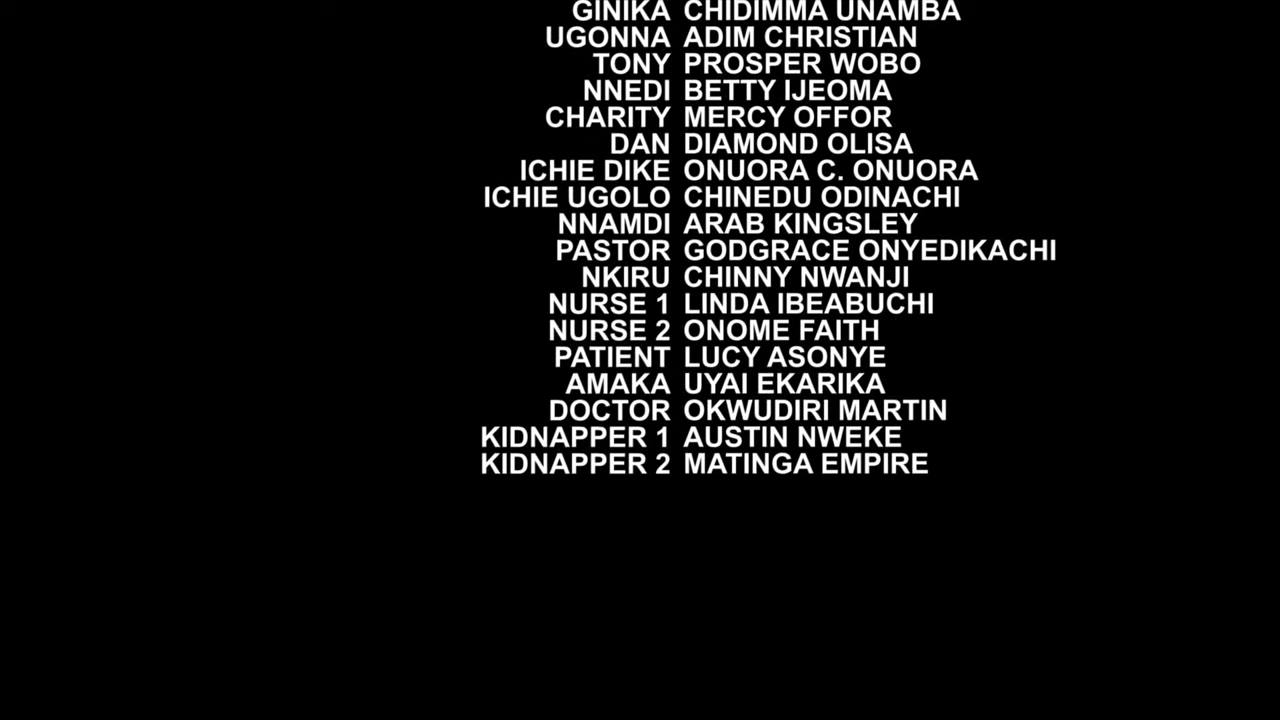 GINIKA CHIDIMMA UNAMBA
UGONNA ADIM CHRISTIAN
TONY PROSPER WOBO
NNEDI BETTY IJEOMA
CHARITY MERCY OFFOR
DAN DIAMOND OLISA
ICHIE DIKE ONUORA C. ONUORA
ICHIE UGOLO CHINEDU ODINACHI
NNAMDI ARAB KINGSLEY
PASTOR GODGRACE ONYEDIKACHI
NKIRU CHINNY NWANJI
NURSE 1 LINDA IBEABUCHI
NURSE 2 ONOME FAITH
PATIENT LUCY ASONYE
AMAKA UYAI EKARIKA
DOCTOR OKWUDIRI MARTIN
KIDNAPPER 1 AUSTIN NWEKE
KIDNAPPER 2 MATINGA EMPIRE